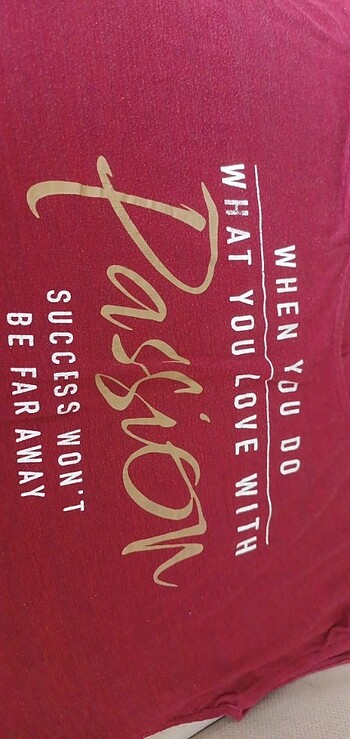 WHEN YOU DO
WHAT YOU LOVE WITH
Passion
SUCCESS WON'T
BE FAR AWAY